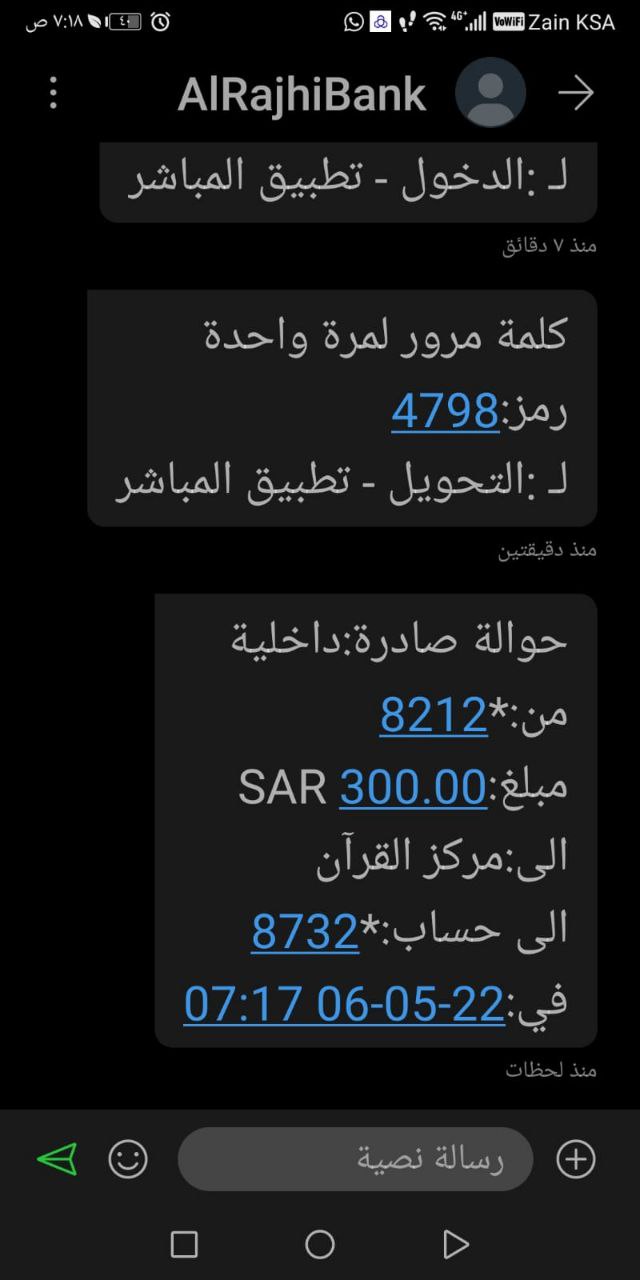 ٧:١٨ ص
VoWiFi Zain KSA
4G+
AlRajhiBank
لـ :الدخول - تطبيق المباشر
منذ ٧ دقائق
كلمة مرور لمرة واحدة
رمز:4798
لـ :التحويل - تطبيق المباشر
منذ دقيقتين
حوالة صادرة:داخلية
من:*8212
مبلغ:300.00 SAR
الى:مركز القرآن
الى حساب:*8732
في:22-05-06 07:17
منذ لحظات
رسالة نصية